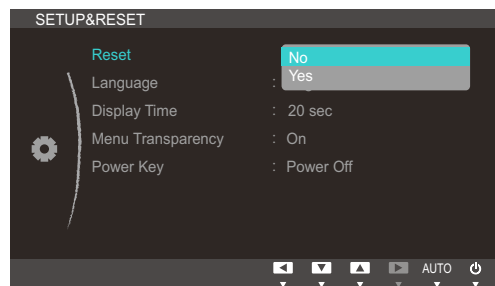 SETUP&RESET
Reset
No
Language :
Yes
Display Time : 20 sec
Menu Transparency : On
Power Key : Power Off
AUTO